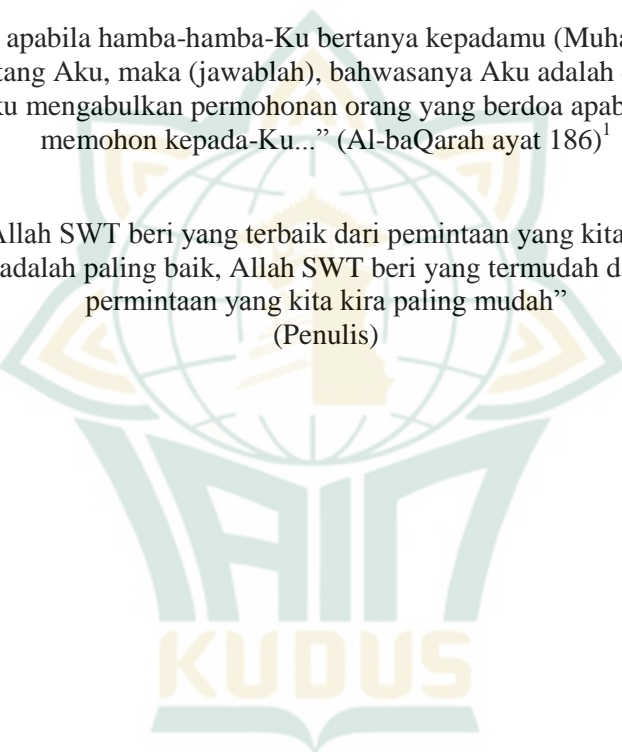 apabila hamba-hamba-Ku bertanya kepadamu (Muha
tang Aku, maka (jawablah), bahwasanya Aku adalah
ku mengabulkan permohonan orang yang berdoa apab
memohon kepada-Ku...” (Al-baQarah ayat 186)1
Allah SWT beri yang terbaik dari pemintaan yang kita
adalah paling baik, Allah SWT beri yang termudah d
permintaan yang kita kira paling mudah”
(Penulis)
IAIN
KUDUS